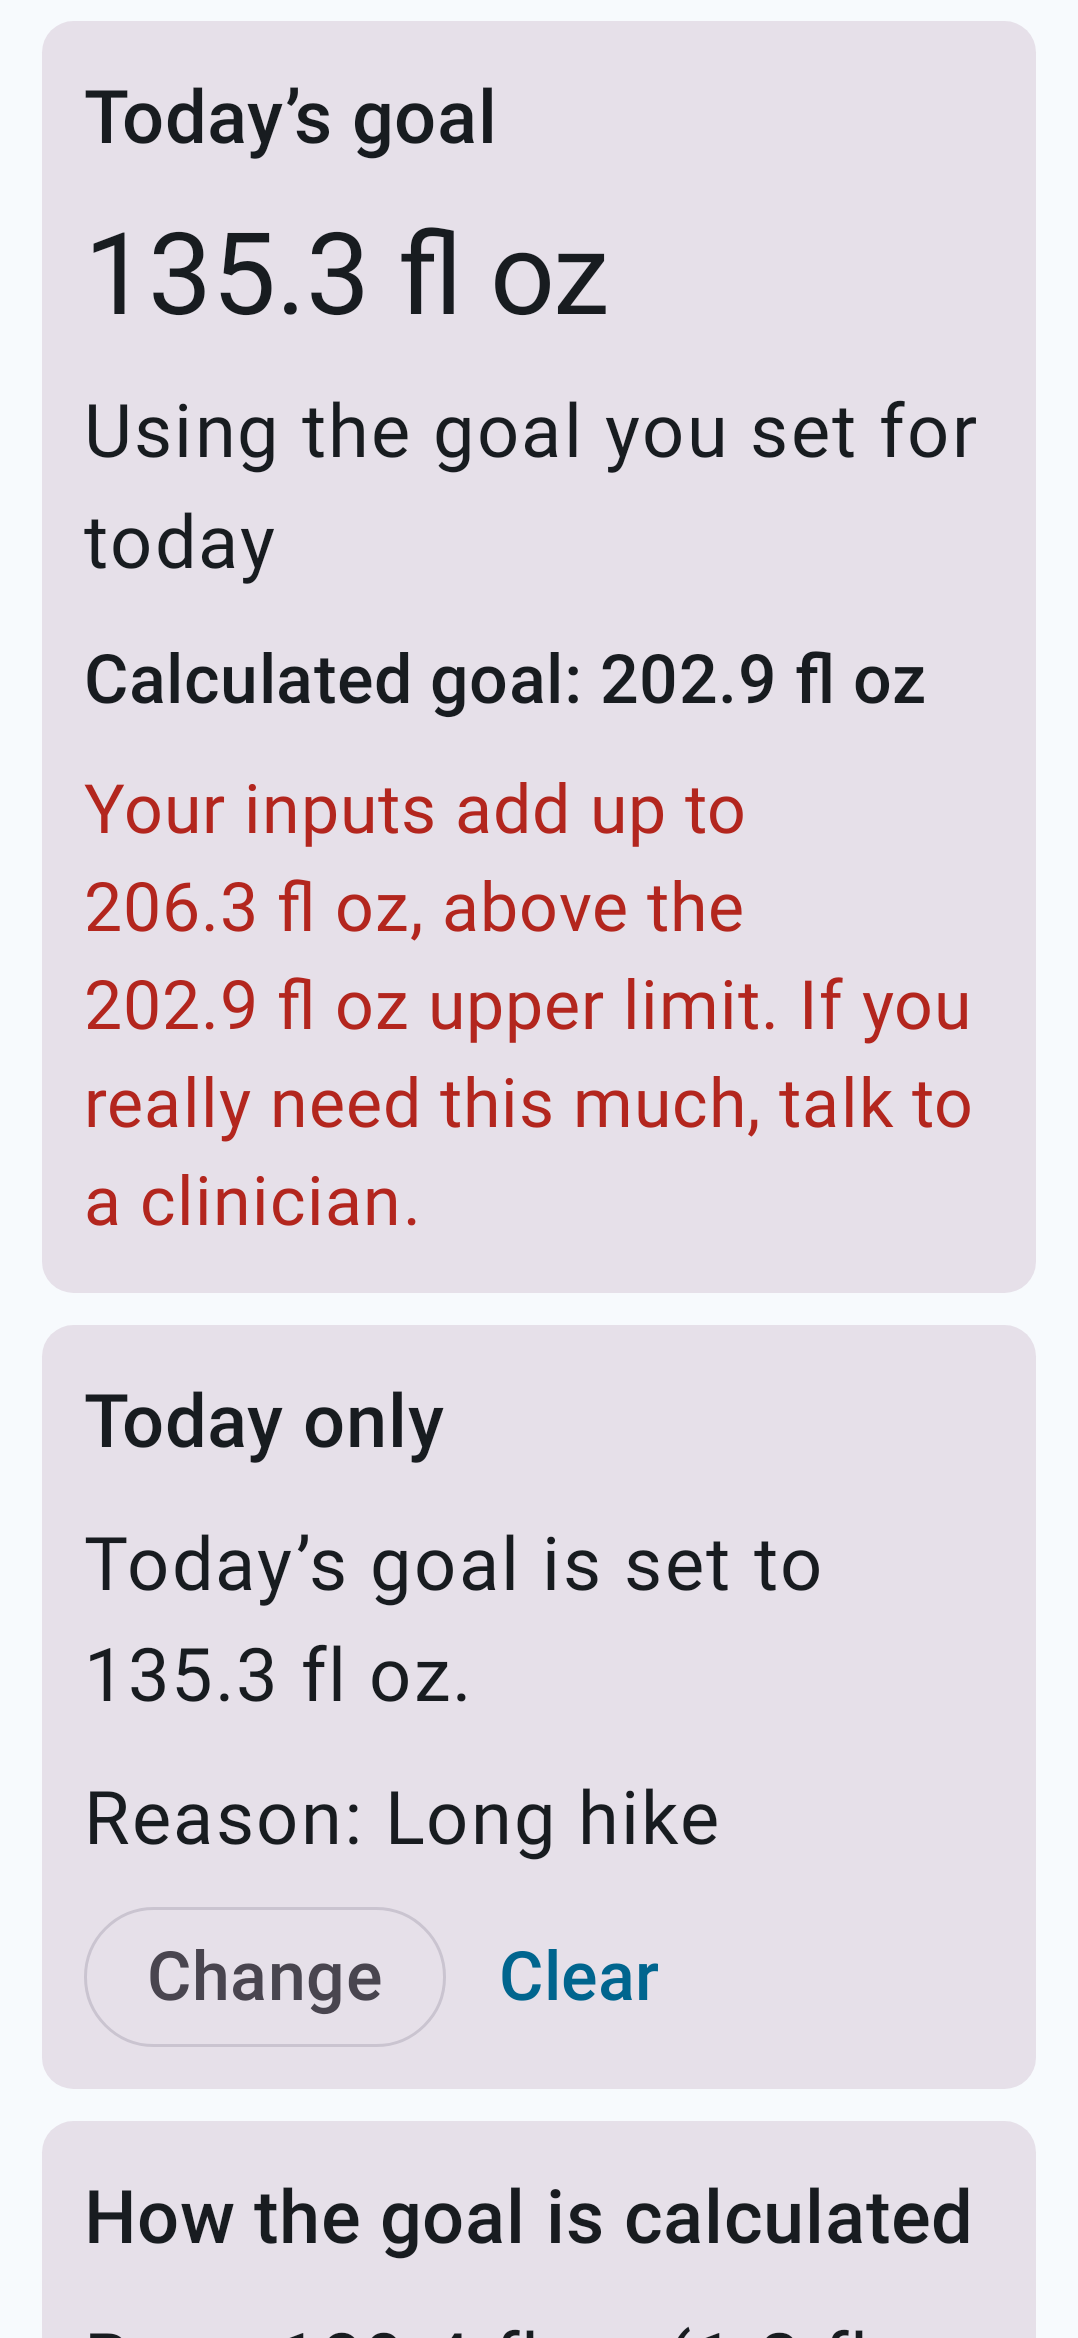 Today’s goal
135.3 fl oz
Using the goal you set for
today
Calculated goal: 202.9 fl oz
Your inputs add up to
206.3 fl oz, above the
202.9 fl oz upper limit. If you
really need this much, talk to
a clinician.
Today only
Today’s goal is set to
135.3 fl oz.
Reason: Long hike
Change Clear
How the goal is calculated